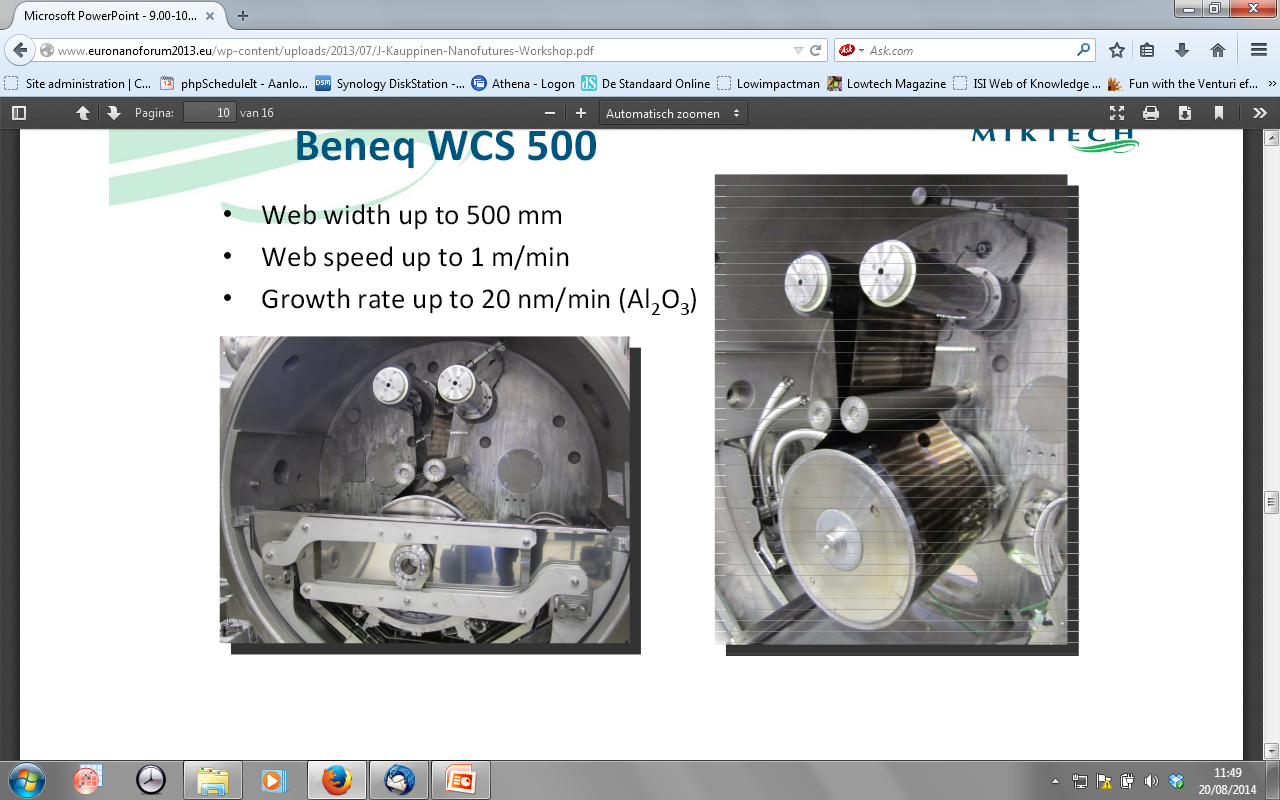 Microsoft PowerPoint - 9.00-10...
www.euronanoforum2013.eu/wp-content/uploads/2013/07/J-Kauppinen-Nanofutures-Workshop.pdf
Ask
Ask.com
Site administration | C...
phpScheduleIt - Aanlo...
DSM
Synology DiskStation -...
Athena - Logon
dS
De Standaard Online
Lowimpactman
Lowtech Magazine
ISI Web of Knowledge ...
Fun with the Venturi ef...
Pagina:
10
van 16
Automatisch zoomen
Beneq WCS 500
MIKTECH
• Web width up to 500 mm
• Web speed up to 1 m/min
• Growth rate up to 20 nm/min (Al₂O₃)
11:49
20/08/2014